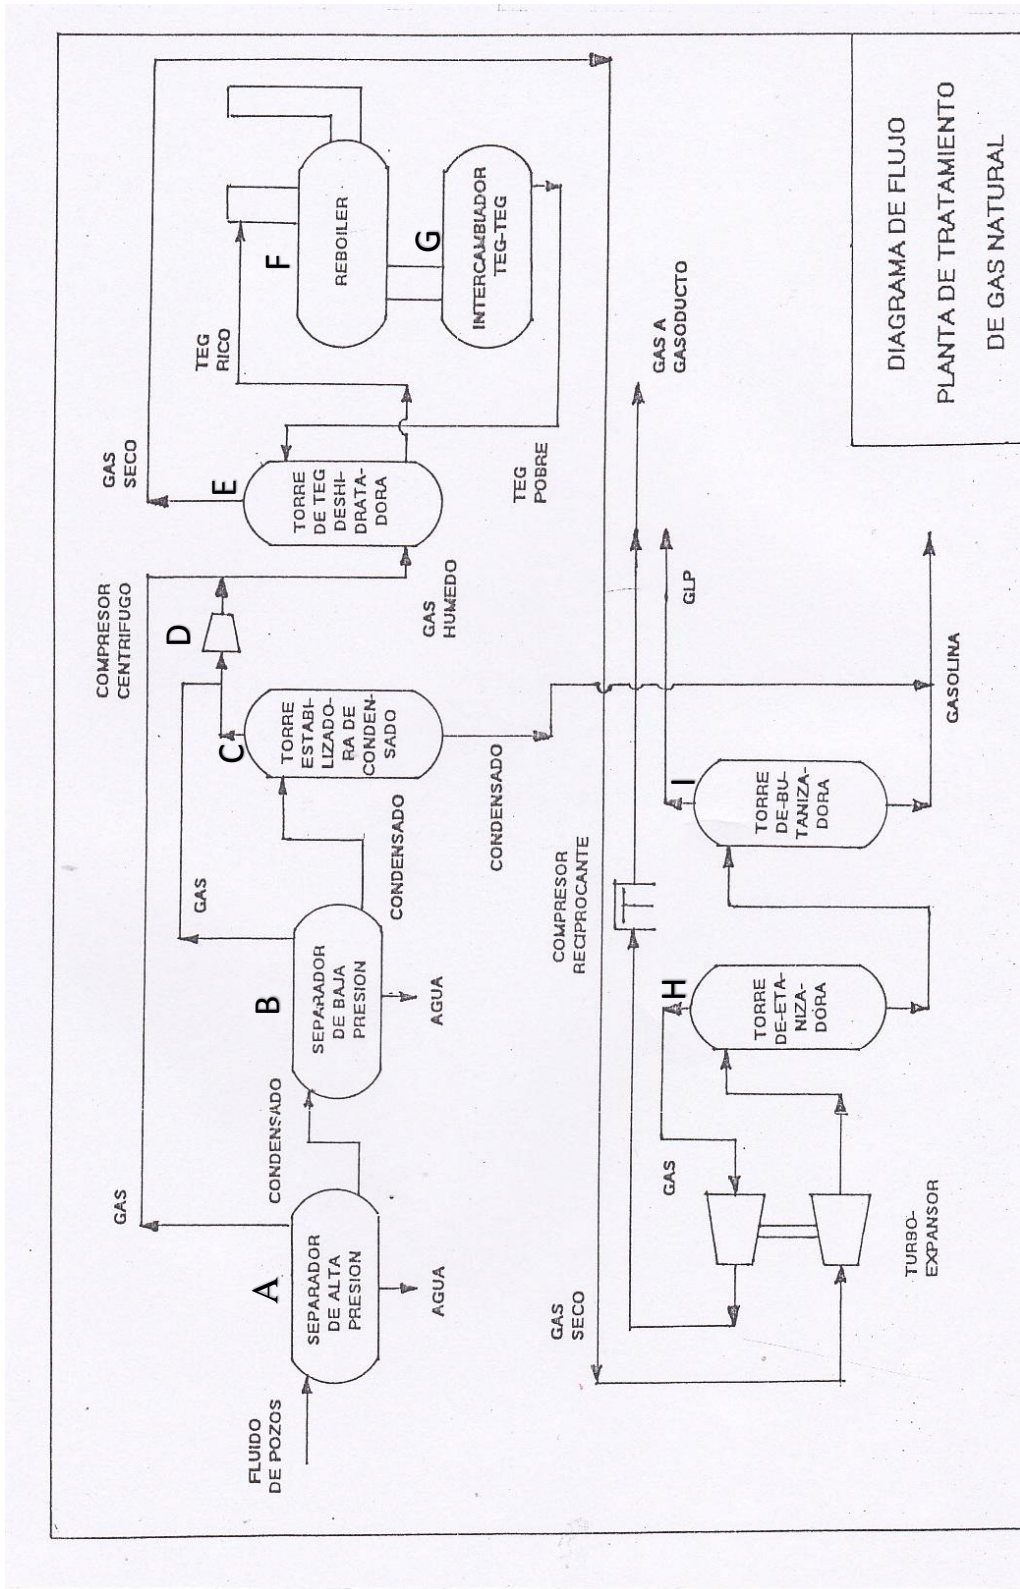 FLUIDO
DE POZOS
A
SEPARADOR
DE ALTA
PRESION
AGUA
GAS
CONDENSADO
B
SEPARADOR
DE BAJA
PRESION
AGUA
GAS
CONDENSADO
C
TORRE
ESTABI-
LIZADO-
RA DE
CONDEN-
SADO
CONDENSADO
COMPRESOR
CENTRIFUGO
D
GAS
HUMEDO
GAS
SECO
E
TORRE
DE TEG
DESHI-
DRATA-
DORA
TEG
POBRE
TEG
RICO
F
REBOILER
G
INTERCAMBIADOR
TEG-TEG
GAS
SECO
TURBO-
EXPANSOR
GAS
H
TORRE
DE-ETA-
NIZA-
DORA
COMPRESOR
RECIPROCANTE
I
TORRE
DE-BU-
TANIZA-
DORA
GLP
GASOLINA
GAS A
GASODUCTO
DIAGRAMA DE FLUJO
PLANTA DE TRATAMIENTO
DE GAS NATURAL